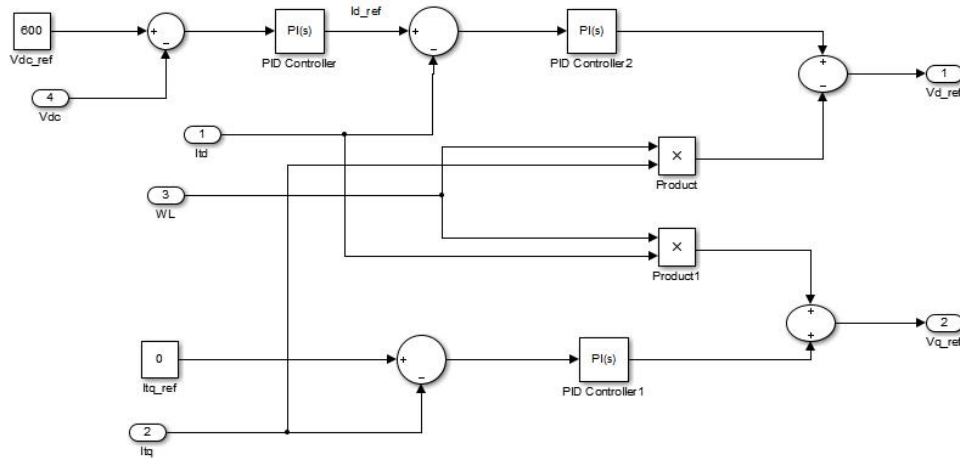 Id_ref
600
+
−
PI(s)
+
−
PI(s)
+
−
1
Vdc_ref
PID Controller
PID Controller2
Vd_ref
4
Vdc
1
Itd
×
Product
3
WL
×
Product1
+
+
2
Vq_ref
0
+
−
PI(s)
Itq_ref
PID Controller1
2
Itq